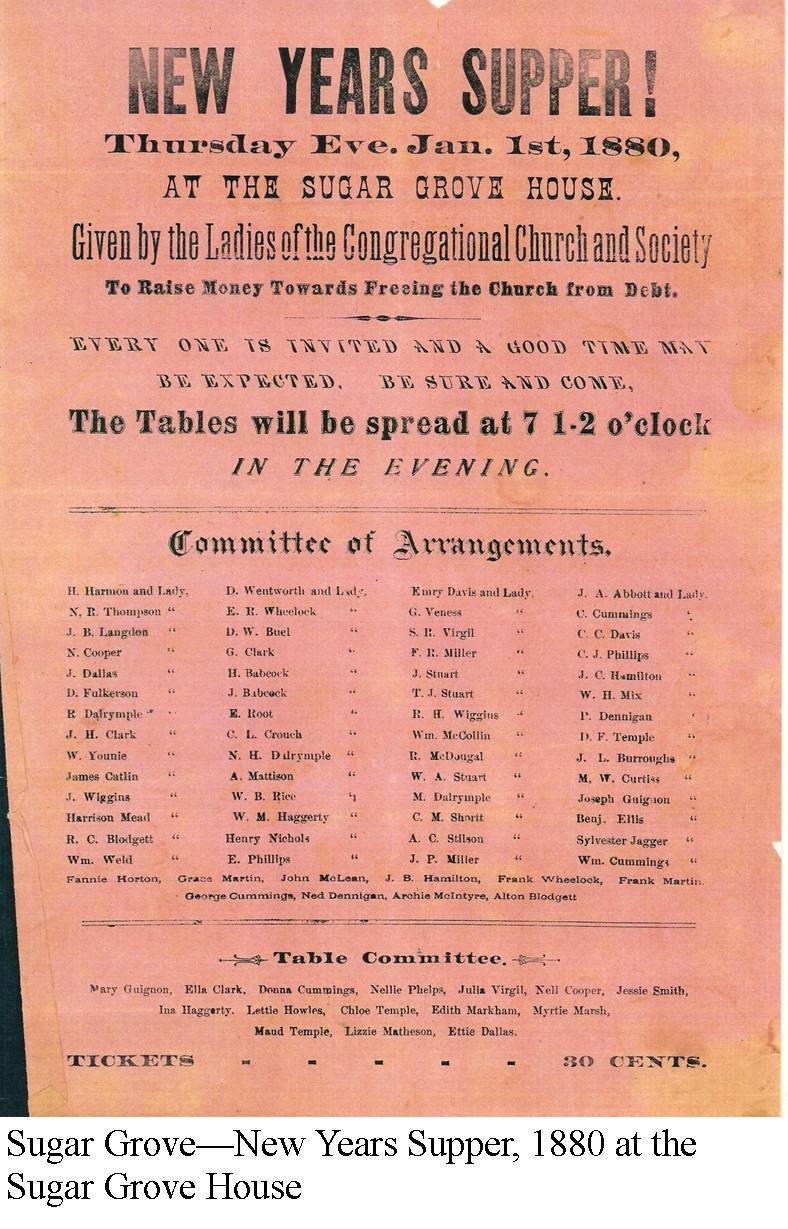 NEW YEARS SUPPER!
Thursday Eve. Jan. 1st, 1880,
AT THE SUGAR GROVE HOUSE.
Given by the Ladies of the Congregational Church and Society
To Raise Money Towards Freeing the Church from Debt.
EVERY ONE IS INVITED AND A GOOD TIME MAY
BE EXPECTED. BE SURE AND COME,
The Tables will be spread at 7 1-2 o'clock
IN THE EVENING.
Committee of Arrangements.
H. Harmon and Lady, D. Wentworth and Lady, Emry Davis and Lady, J. A. Abbott and Lady.
N. R. Thompson “ E. R. Wheelock “ G. Veness “ C. Cummings “
J. B. Langdon “ D. W. Buel “ S. R. Virgil “ C. C. Davis “
N. Cooper “ G. Clark “ F. R. Miller “ C. J. Phillips “
J. Dallas “ H. Babcock “ J. Stuart “ J. C. Hamilton “
D. Fulkerson “ J. Babcock “ T. J. Stuart “ W. H. Mix “
R Dalrymple “ E. Root “ R. H. Wiggins “ P. Dennigan “
J. H. Clark “ C. L. Crouch “ Wm. McCollin “ D. F. Temple “
W. Younie “ N. H. Dalrymple “ R. McDougal “ J. L. Burroughs “
James Catlin “ A. Mattison “ W. A. Stuart “ M. W. Curtiss “
J. Wiggins “ W. B. Rice “ M. Dalrymple “ Joseph Guignon “
Harrison Mead “ W. M. Haggerty “ C. M. Shortt “ Benj. Ellis “
R. C. Blodgett “ Henry Nichols “ A. C. Stilson “ Sylvester Jagger “
Wm. Weld “ E. Phillips “ J. P. Miller “ Wm. Cummings “
Fannie Horton, Grace Martin, John McLean, J. B. Hamilton, Frank Wheelock, Frank Martin.
George Cummings, Ned Dennigan, Archie McIntyre, Alton Blodgett
Table Committee.
Mary Guignon, Ella Clark, Donna Cummings, Nellie Phelps, Julia Virgil, Nell Cooper, Jessie Smith,
Ina Haggerty. Lettie Howles, Chloe Temple, Edith Markham, Myrtie Marsh,
Maud Temple, Lizzie Matheson, Ettie Dallas.
TICKETS - - - - - 30 CENTS.
Sugar Grove—New Years Supper, 1880 at the
Sugar Grove House